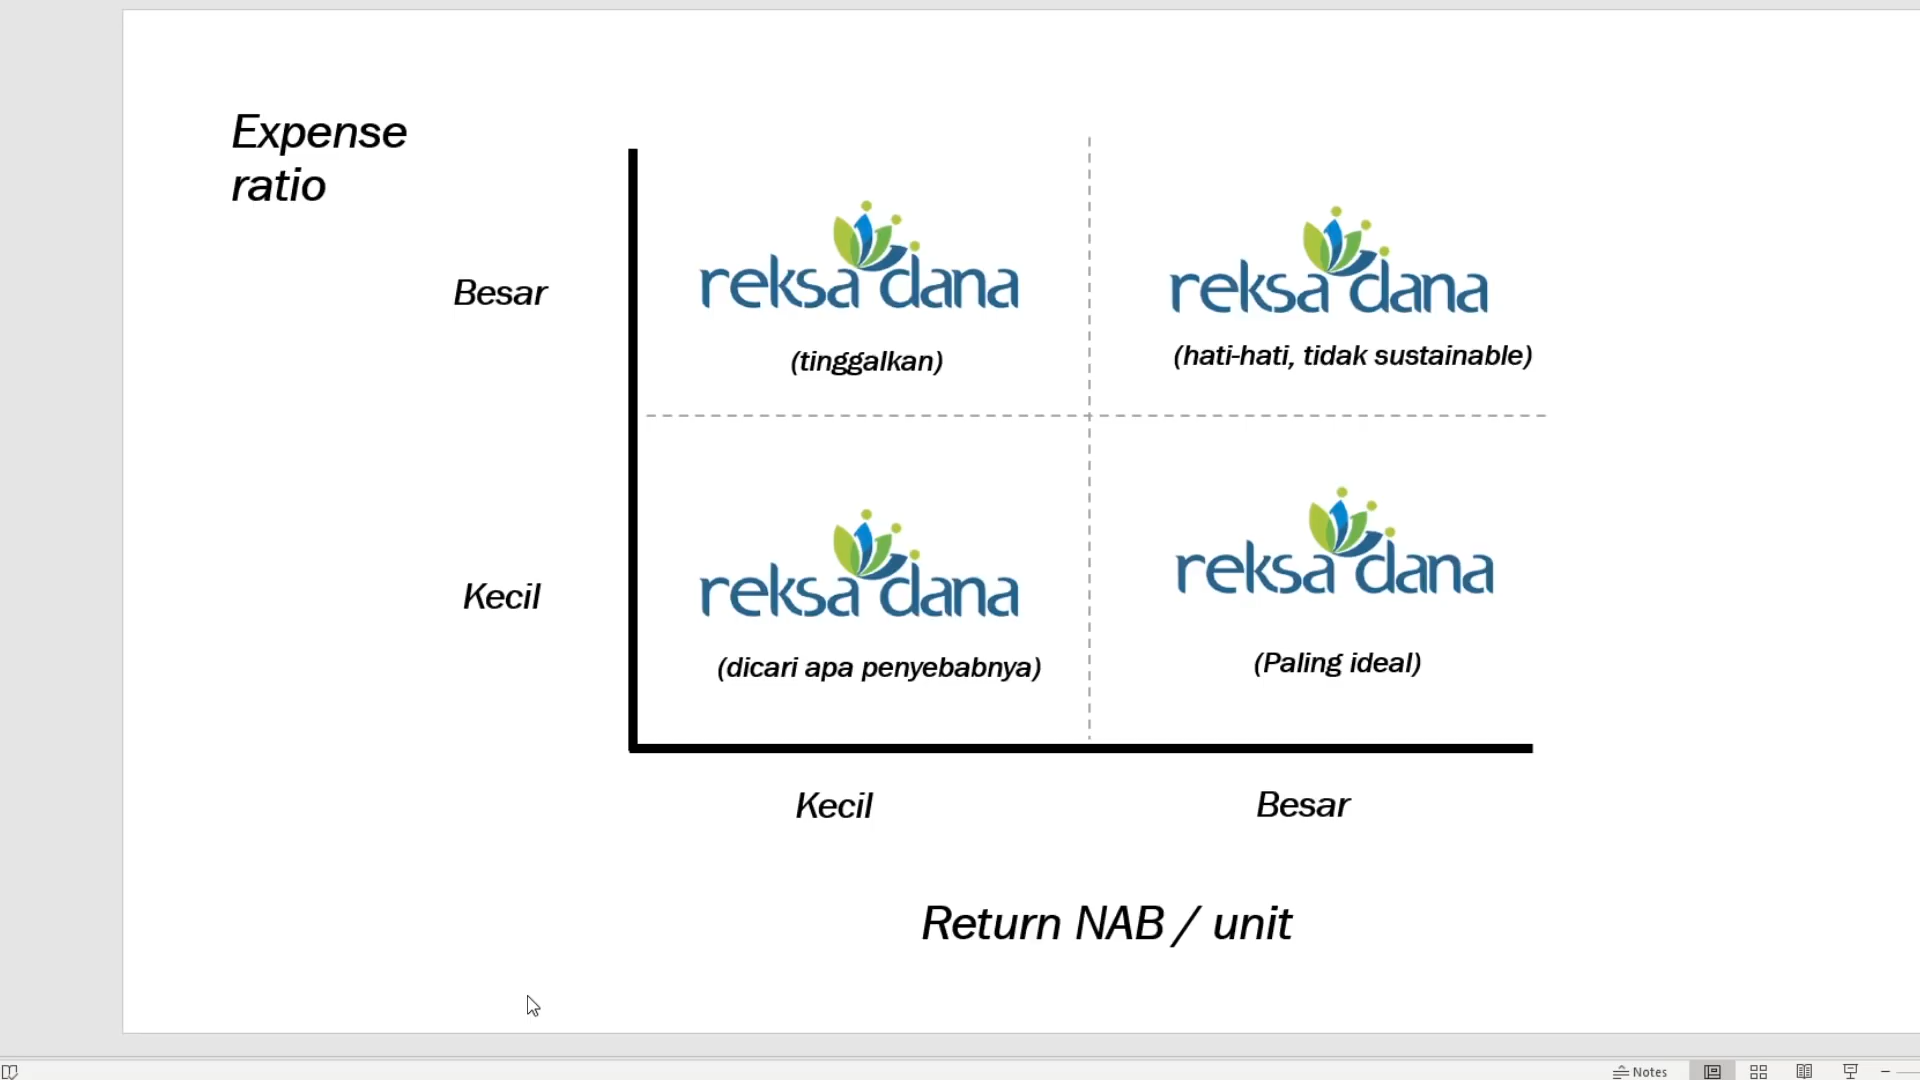 Expense
ratio
Besar
reksa dana
(tinggalkan)
reksa dana
(hati-hati, tidak sustainable)
Kecil
reksa dana
(dicari apa penyebabnya)
reksa dana
(Paling ideal)
Kecil
Besar
Return NAB / unit
Notes